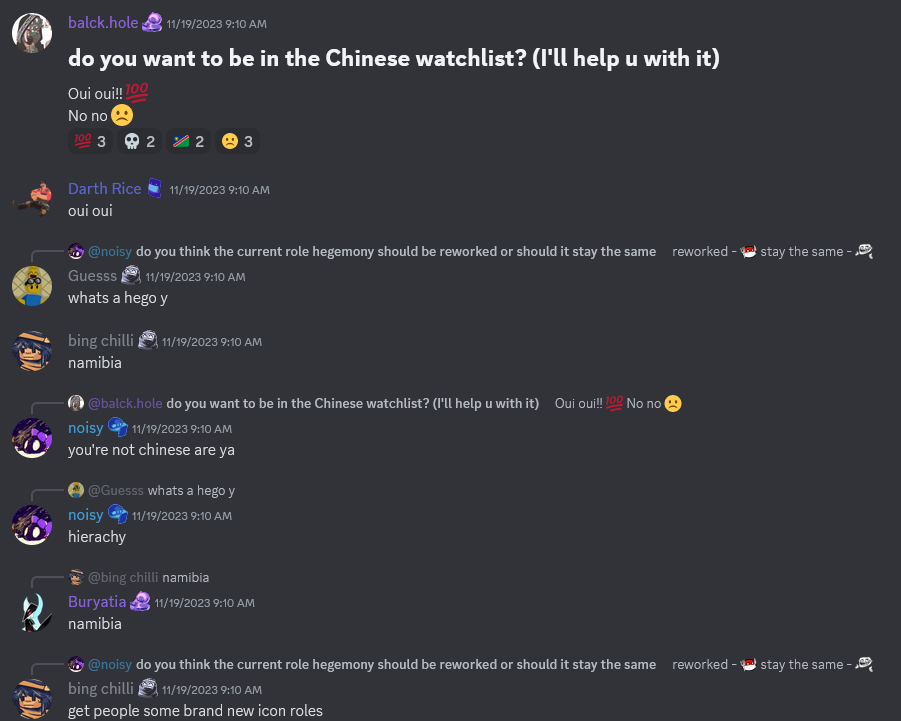 balck.hole 11/19/2023 9:10 AM
do you want to be in the Chinese watchlist? (I'll help u with it)
Oui oui!! 💯
No no 🙁
💯 3 💀 2 🇳🇦 2 🙁 3
Darth Rice 11/19/2023 9:10 AM
oui oui
@noisy do you think the current role hegemony should be reworked or should it stay the same reworked - stay the same -
Guesss 11/19/2023 9:10 AM
whats a hego y
bing chilli 11/19/2023 9:10 AM
namibia
@balck.hole do you want to be in the Chinese watchlist? (I'll help u with it) Oui oui!! 💯 No no 🙁
noisy 11/19/2023 9:10 AM
you're not chinese are ya
@Guesss whats a hego y
noisy 11/19/2023 9:10 AM
hierachy
@bing chilli namibia
Buryatia 11/19/2023 9:10 AM
namibia
@noisy do you think the current role hegemony should be reworked or should it stay the same reworked - stay the same -
bing chilli 11/19/2023 9:10 AM
get people some brand new icon roles